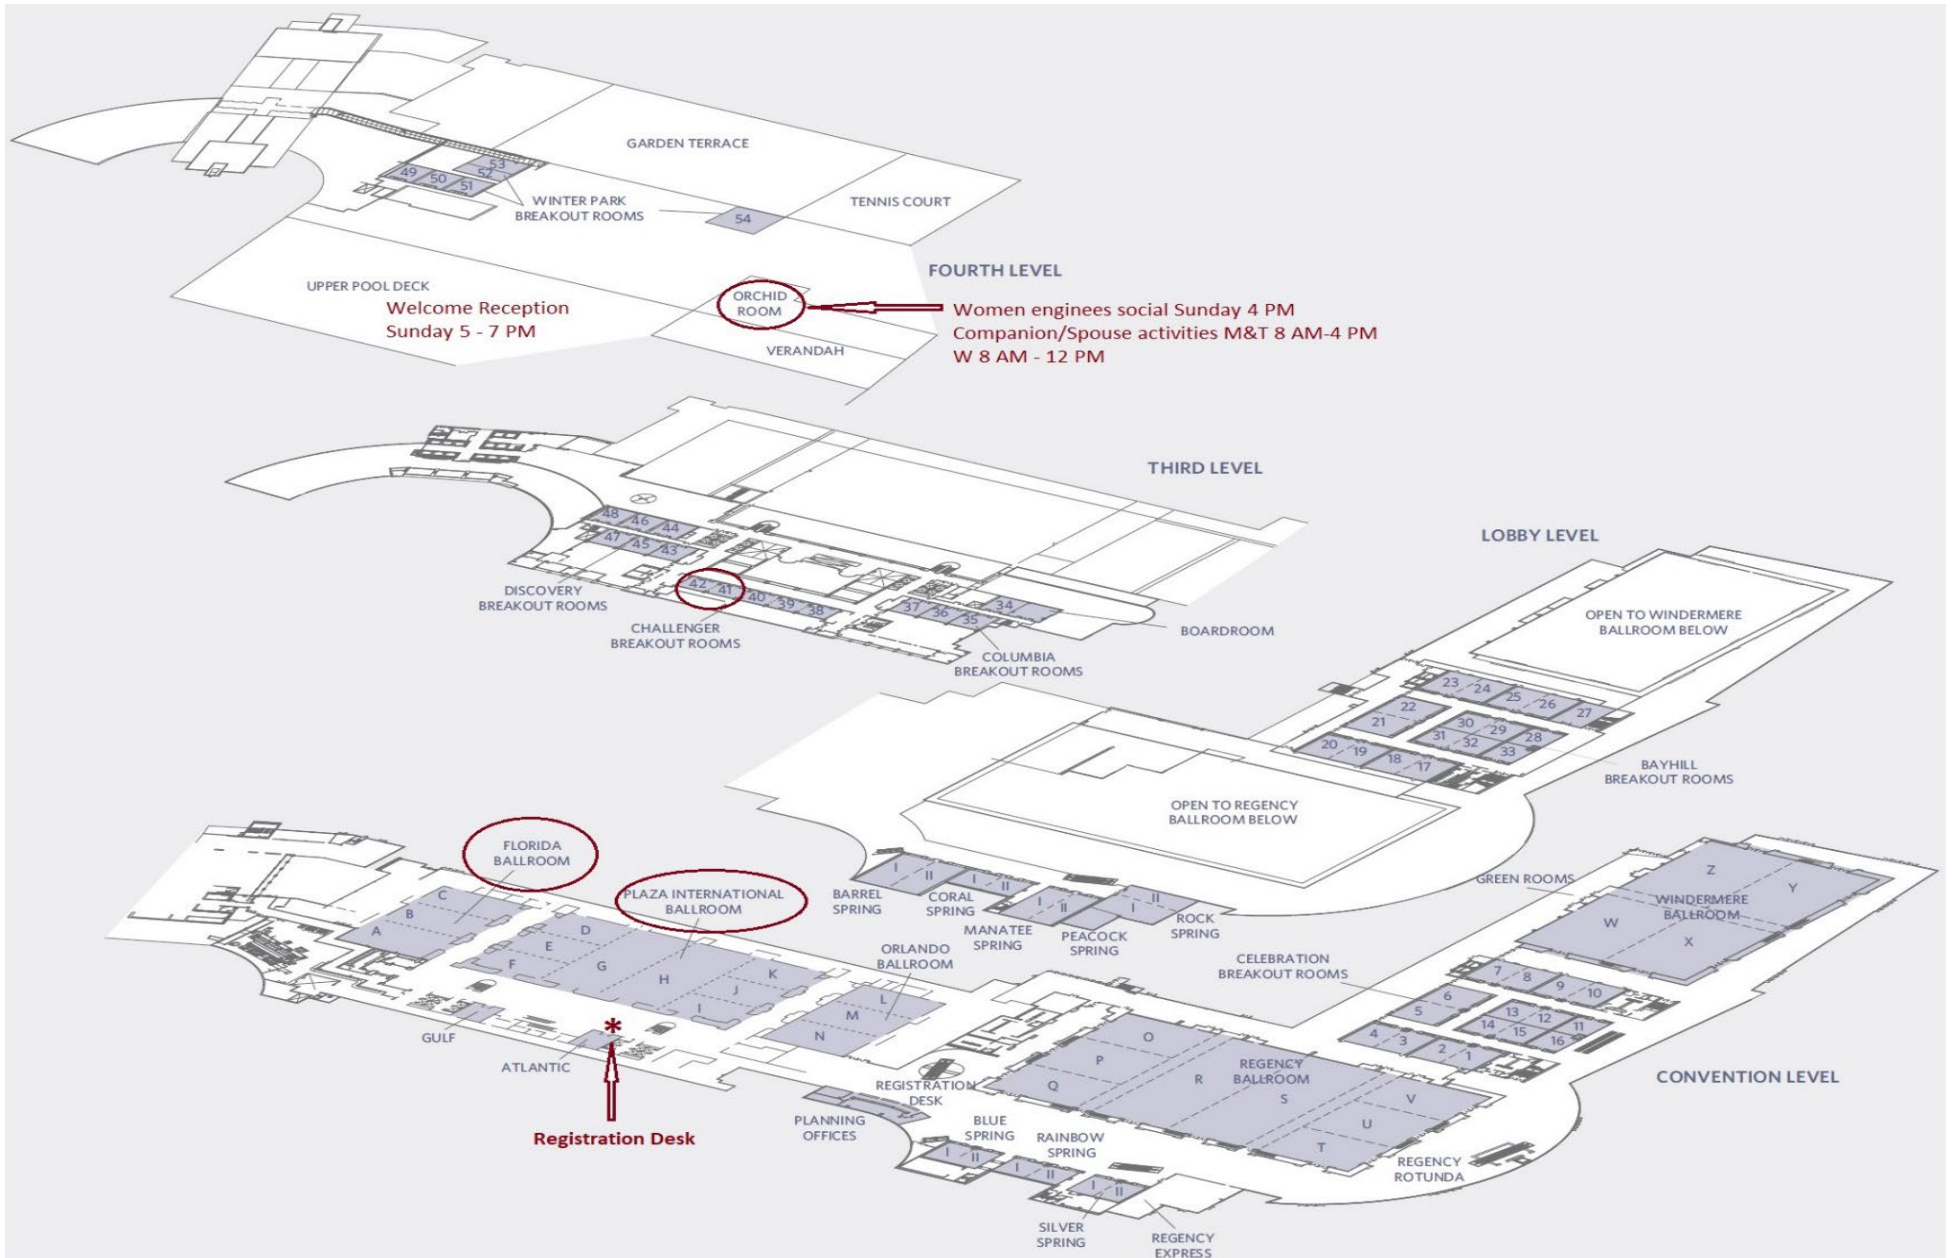 GARDEN TERRACE
53
52
49
50
51
WINTER PARK
BREAKOUT ROOMS
54
TENNIS COURT
FOURTH LEVEL
UPPER POOL DECK
Welcome Reception
Sunday 5 - 7 PM
ORCHID
ROOM
VERANDAH
Women enginees social Sunday 4 PM
Companion/Spouse activities M&T 8 AM-4 PM
W 8 AM - 12 PM
THIRD LEVEL
48
46
44
47
45
43
42
41
40
39
38
37
36
35
34
DISCOVERY
BREAKOUT ROOMS
CHALLENGER
BREAKOUT ROOMS
COLUMBIA
BREAKOUT ROOMS
BOARDROOM
LOBBY LEVEL
OPEN TO WINDERMERE
BALLROOM BELOW
23
24
25
26
27
22
21
30
29
28
31
32
33
20
19
18
17
BAYHILL
BREAKOUT ROOMS
OPEN TO REGENCY
BALLROOM BELOW
I
II
I
II
I
II
I
II
BARREL
SPRING
CORAL
SPRING
MANATEE
SPRING
PEACOCK
SPRING
ROCK
SPRING
FLORIDA
BALLROOM
PLAZA INTERNATIONAL
BALLROOM
ORLANDO
BALLROOM
C
B
A
D
E
F
G
H
K
J
I
L
M
N
GULF
ATLANTIC
*
Registration Desk
PLANNING
OFFICES
REGISTRATION
DESK
O
P
Q
R
REGENCY
BALLROOM
S
V
U
T
BLUE
SPRING
I
II
RAINBOW
SPRING
I
II
I
II
SILVER
SPRING
REGENCY
EXPRESS
REGENCY
ROTUNDA
GREEN ROOMS
Z
Y
WINDERMERE
BALLROOM
W
X
CELEBRATION
BREAKOUT ROOMS
7
8
9
10
6
5
13
12
11
14
15
16
4
3
2
1
CONVENTION LEVEL